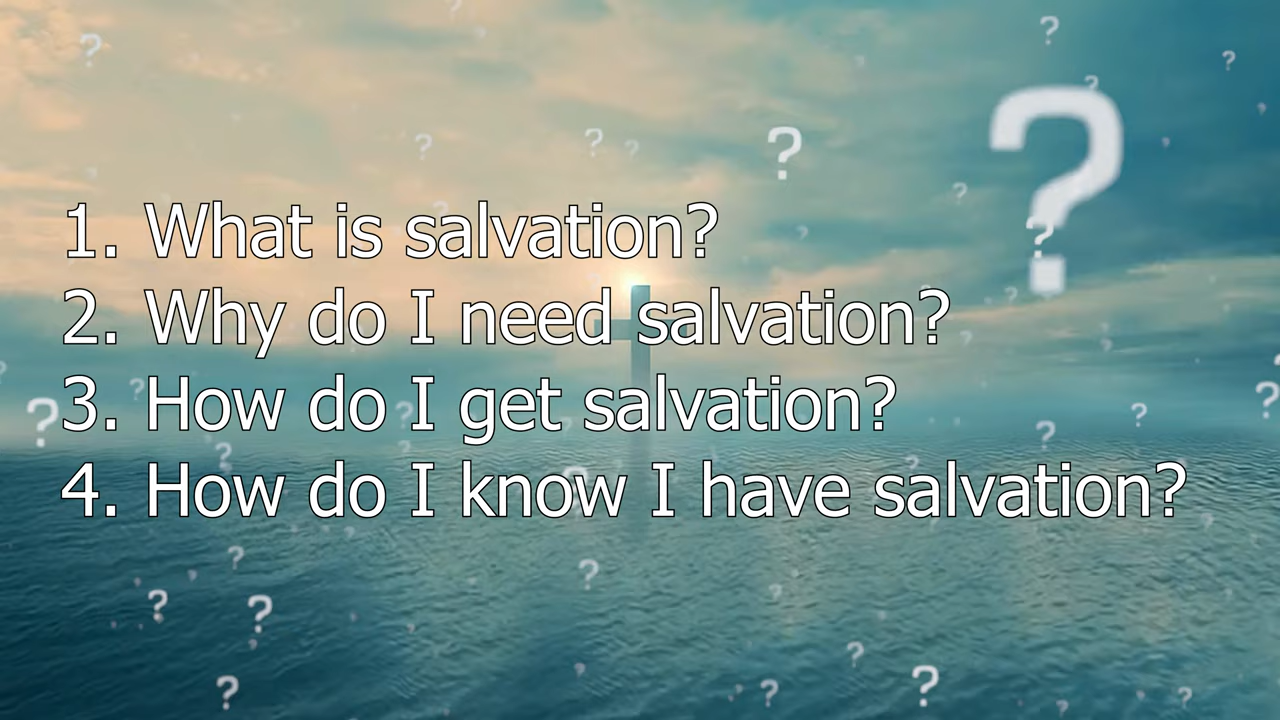 1. What is salvation?
2. Why do I need salvation?
3. How do I get salvation?
4. How do I know I have salvation?